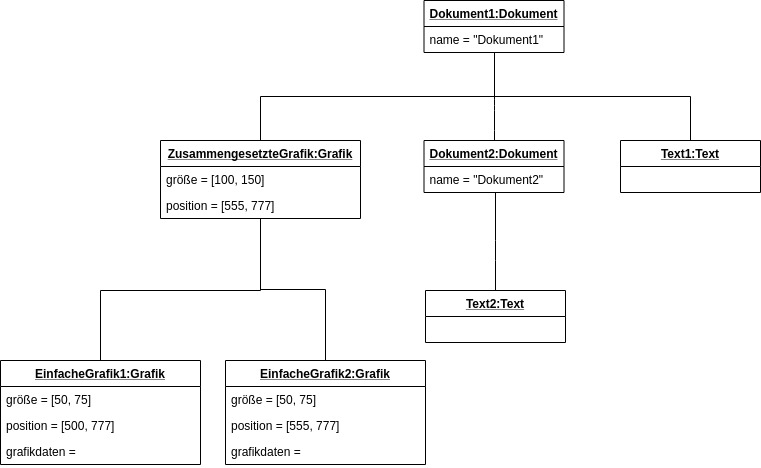 Dokument1:Dokument
name = "Dokument1"
ZusammengesetzteGrafik:Grafik
größe = [100, 150]
position = [555, 777]
Dokument2:Dokument
name = "Dokument2"
Text1:Text
Text2:Text
EinfacheGrafik1:Grafik
größe = [50, 75]
position = [500, 777]
grafikdaten =
EinfacheGrafik2:Grafik
größe = [50, 75]
position = [555, 777]
grafikdaten =